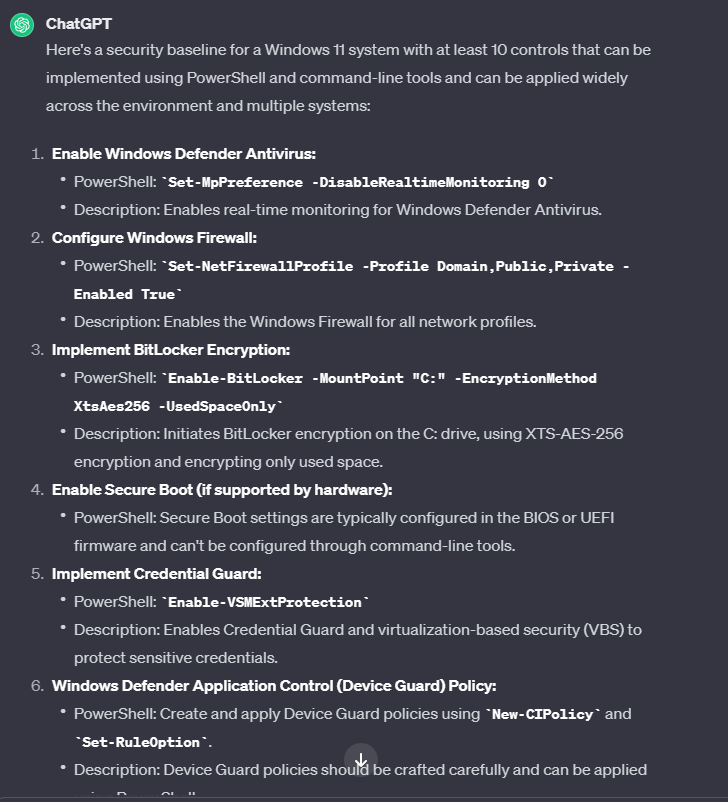 ChatGPT
Here's a security baseline for a Windows 11 system with at least 10 controls that can be
implemented using PowerShell and command-line tools and can be applied widely
across the environment and multiple systems:
1. Enable Windows Defender Antivirus:
• PowerShell: `Set-MpPreference -DisableRealtimeMonitoring 0`
• Description: Enables real-time monitoring for Windows Defender Antivirus.
2. Configure Windows Firewall:
• PowerShell: `Set-NetFirewallProfile -Profile Domain,Public,Private -
Enabled True`
• Description: Enables the Windows Firewall for all network profiles.
3. Implement BitLocker Encryption:
• PowerShell: `Enable-BitLocker -MountPoint "C:" -EncryptionMethod
XtsAes256 -UsedSpaceOnly`
• Description: Initiates BitLocker encryption on the C: drive, using XTS-AES-256
encryption and encrypting only used space.
4. Enable Secure Boot (if supported by hardware):
• PowerShell: Secure Boot settings are typically configured in the BIOS or UEFI
firmware and can't be configured through command-line tools.
5. Implement Credential Guard:
• PowerShell: `Enable-VSMExtProtection`
• Description: Enables Credential Guard and virtualization-based security (VBS) to
protect sensitive credentials.
6. Windows Defender Application Control (Device Guard) Policy:
• PowerShell: Create and apply Device Guard policies using `New-CIPolicy` and
`Set-RuleOption`.
• Description: Device Guard policies should be crafted carefully and can be applied